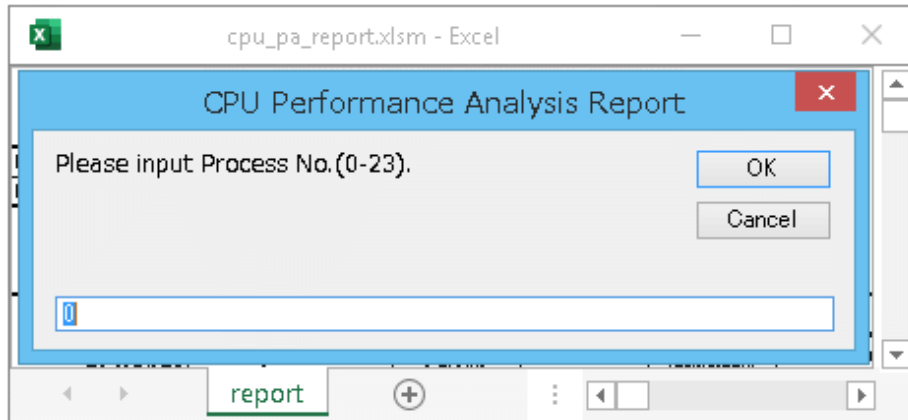 cpu_pa_report.xlsm - Excel
CPU Performance Analysis Report
Please input Process No.(0-23).
OK
Cancel
0
report